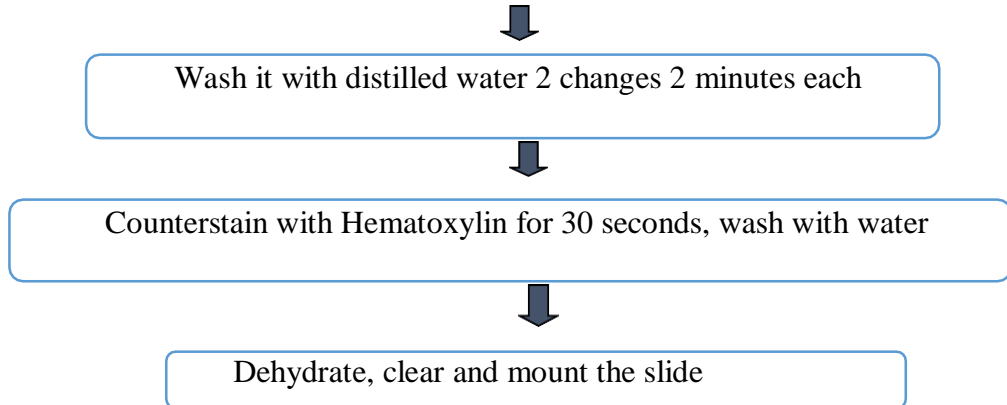 Wash it with distilled water 2 changes 2 minutes each
Counterstain with Hematoxylin for 30 seconds, wash with water
Dehydrate, clear and mount the slide